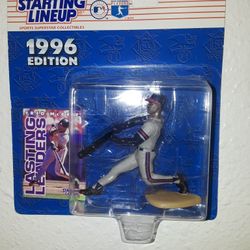 STARTING
LINEUP
SPORTS SUPERSTAR COLLECTIBLES
1996
EDITION
LASTING
LEADERS